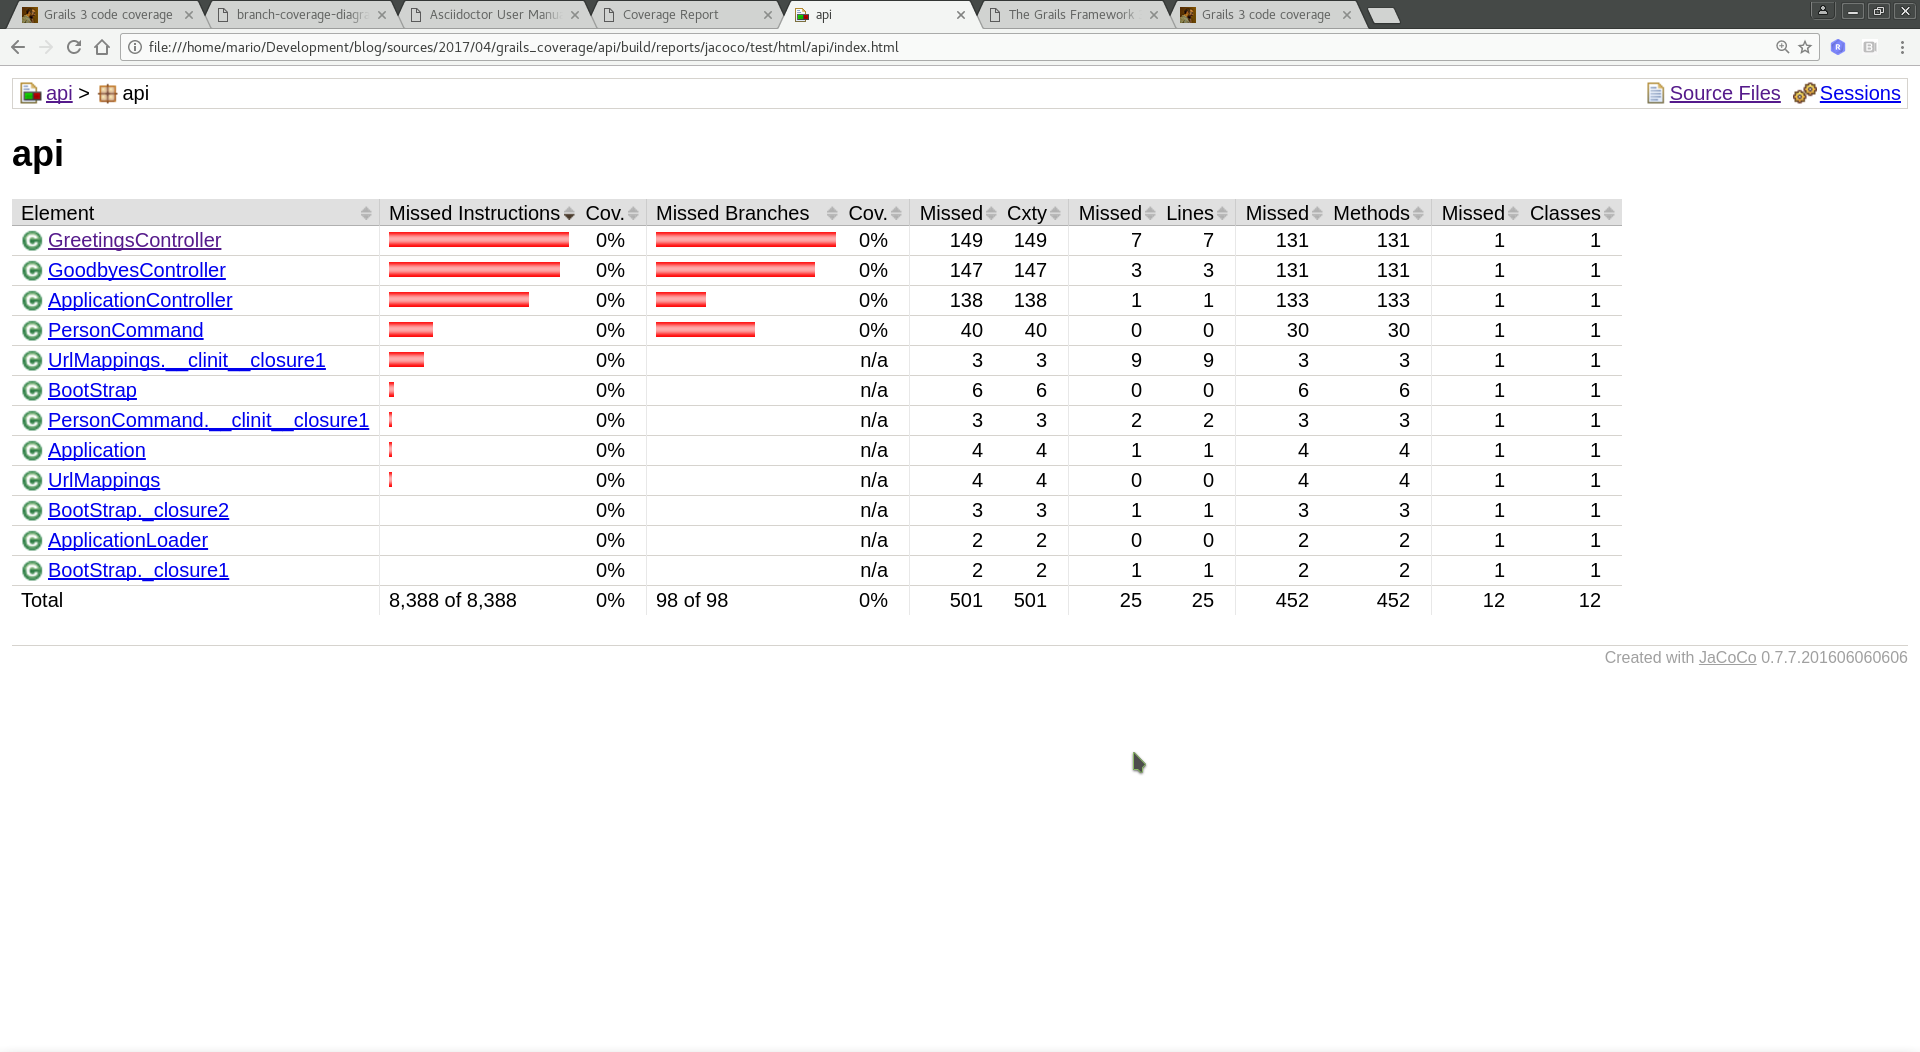 Grails 3 code coverage
branch-coverage-diagra
Asciidoctor User Manu
Coverage Report
api
The Grails Framework
Grails 3 code coverage
file:///home/mario/Development/blog/sources/2017/04/grails_coverage/api/build/reports/jacoco/test/html/api/index.html
api > api Source Files Sessions
api
Element Missed Instructions Cov. Missed Branches Cov. Missed Cxty Missed Lines Missed Methods Missed Classes
GreetingsController 0% 0% 149 149 7 7 131 131 1 1
GoodbyesController 0% 0% 147 147 3 3 131 131 1 1
ApplicationController 0% 0% 138 138 1 1 133 133 1 1
PersonCommand 0% 0% 40 40 0 0 30 30 1 1
UrlMappings.__clinit__closure1 0% n/a 3 3 9 9 3 3 1 1
BootStrap 0% n/a 6 6 0 0 6 6 1 1
PersonCommand.__clinit__closure1 0% n/a 3 3 2 2 3 3 1 1
Application 0% n/a 4 4 1 1 4 4 1 1
UrlMappings 0% n/a 4 4 0 0 4 4 1 1
BootStrap._closure2 0% n/a 3 3 1 1 3 3 1 1
ApplicationLoader 0% n/a 2 2 0 0 2 2 1 1
BootStrap._closure1 0% n/a 2 2 1 1 2 2 1 1
Total 8,388 of 8,388 0% 98 of 98 0% 501 501 25 25 452 452 12 12
Created with JaCoCo 0.7.7.201606060606